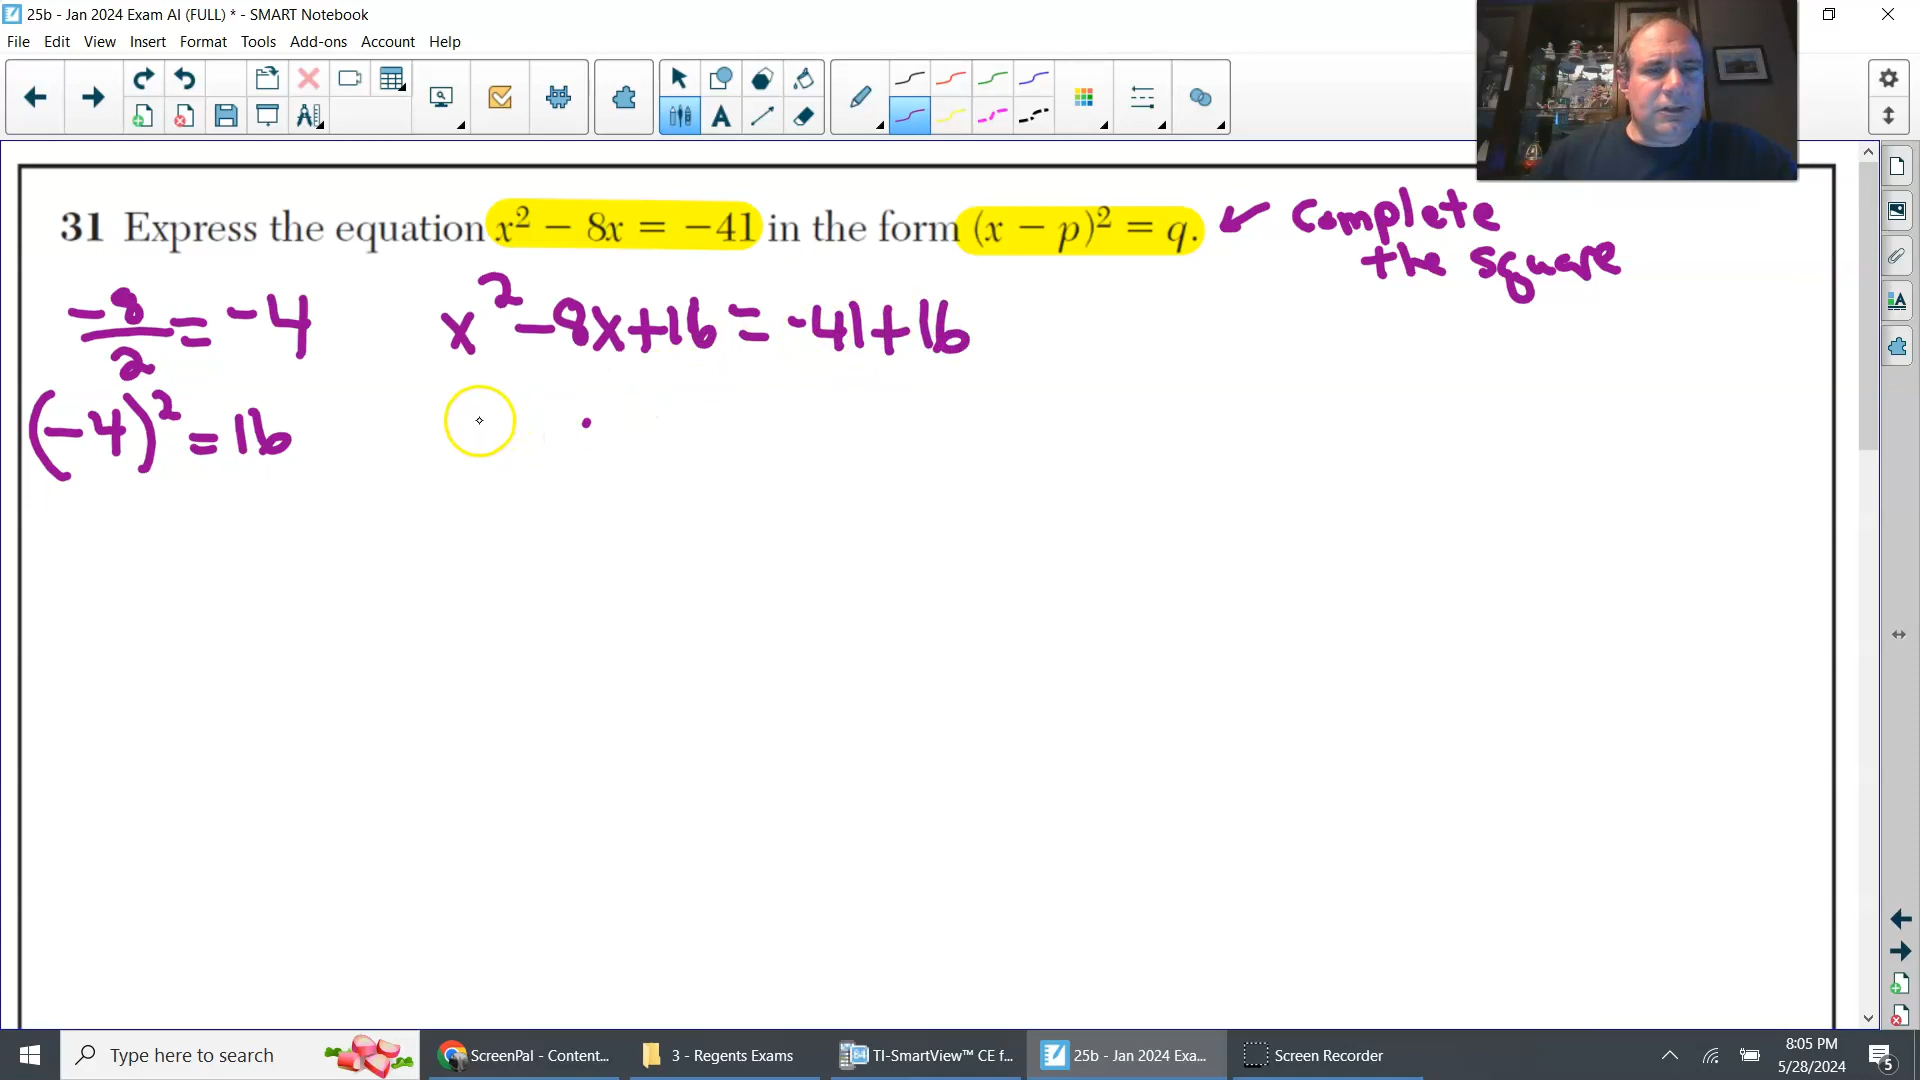 25b - Jan 2024 Exam AI (FULL) * - SMART Notebook
File Edit View Insert Format Tools Add-ons Account Help
31 Express the equation x² − 8x = −41 in the form (x − p)² = q. ↙ Complete
the square
-8/2 = -4
x² - 8x + 16 = -41 + 16
(-4)² = 16
Type here to search
ScreenPal - Content...
3 - Regents Exams
TI-SmartView™ CE f...
25b - Jan 2024 Exa...
Screen Recorder
8:05 PM
5/28/2024
5